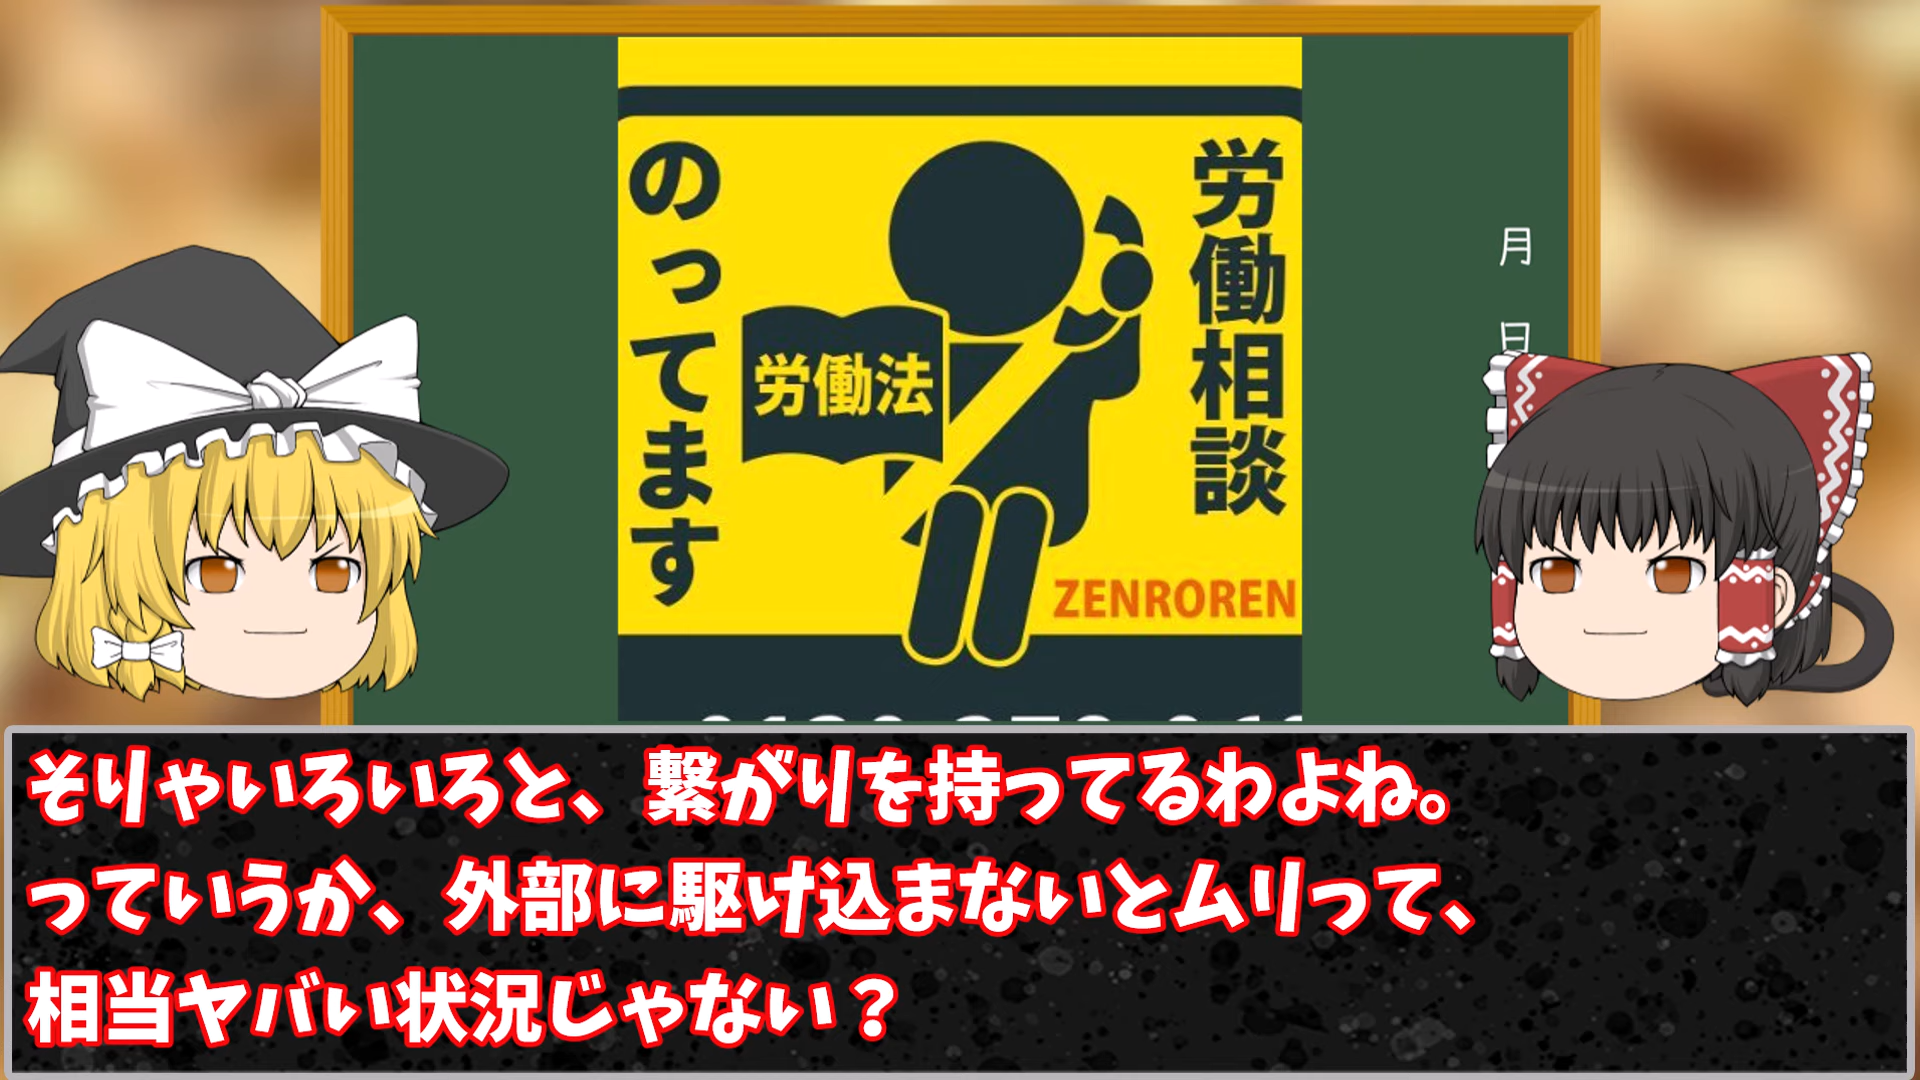 労働相談
のってます
労働法
ZENROREN
月
日
そりゃいろいろと、繋がりを持ってるわよね。
っていうか、外部に駆け込まないとムリって、
相当ヤバい状況じゃない？